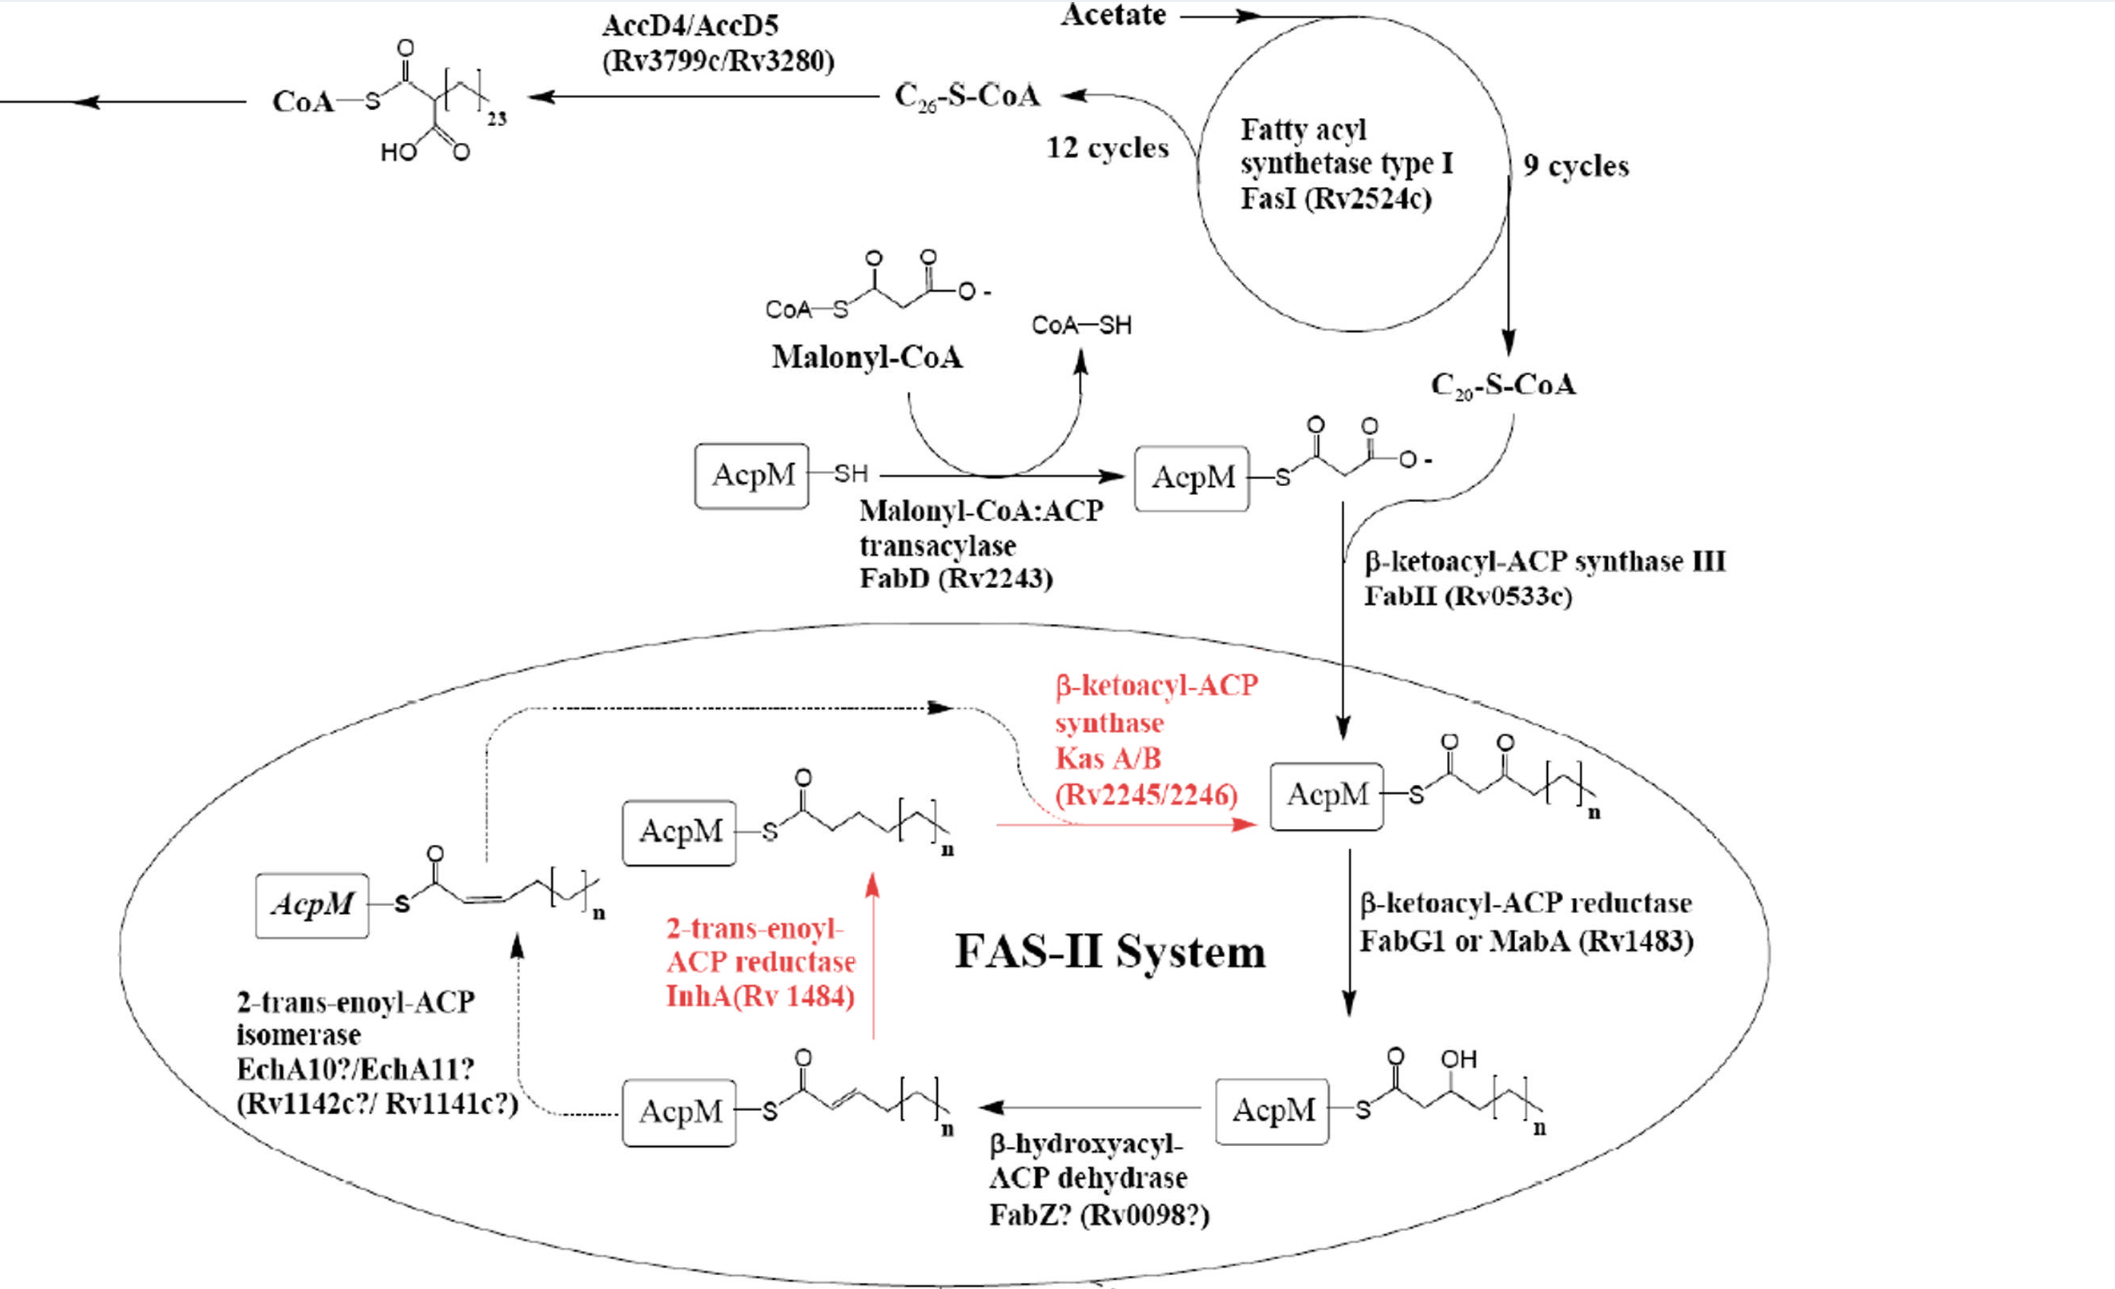 Acetate
AccD4/AccD5
(Rv3799c/Rv3280)
O
CoA—S
23
HO
O
C26-S-CoA
12 cycles
Fatty acyl
synthetase type I
FasI (Rv2524c)
9 cycles
O
O
CoA—S
O -
Malonyl-CoA
CoA—SH
C20-S-CoA
AcpM
SH
Malonyl-CoA:ACP
transacylase
FabD (Rv2243)
O
O
AcpM
S
O -
β-ketoacyl-ACP synthase III
FabH (Rv0533c)
β-ketoacyl-ACP
synthase
Kas A/B
(Rv2245/2246)
O
O
AcpM
S
n
O
AcpM
S
n
O
AcpM
S
n
2-trans-enoyl-
ACP reductase
InhA(Rv 1484)
FAS-II System
β-ketoacyl-ACP reductase
FabG1 or MabA (Rv1483)
2-trans-enoyl-ACP
isomerase
EchA10?/EchA11?
(Rv1142c?/ Rv1141c?)
O
AcpM
S
n
O
OH
AcpM
S
n
β-hydroxyacyl-
ACP dehydrase
FabZ? (Rv0098?)